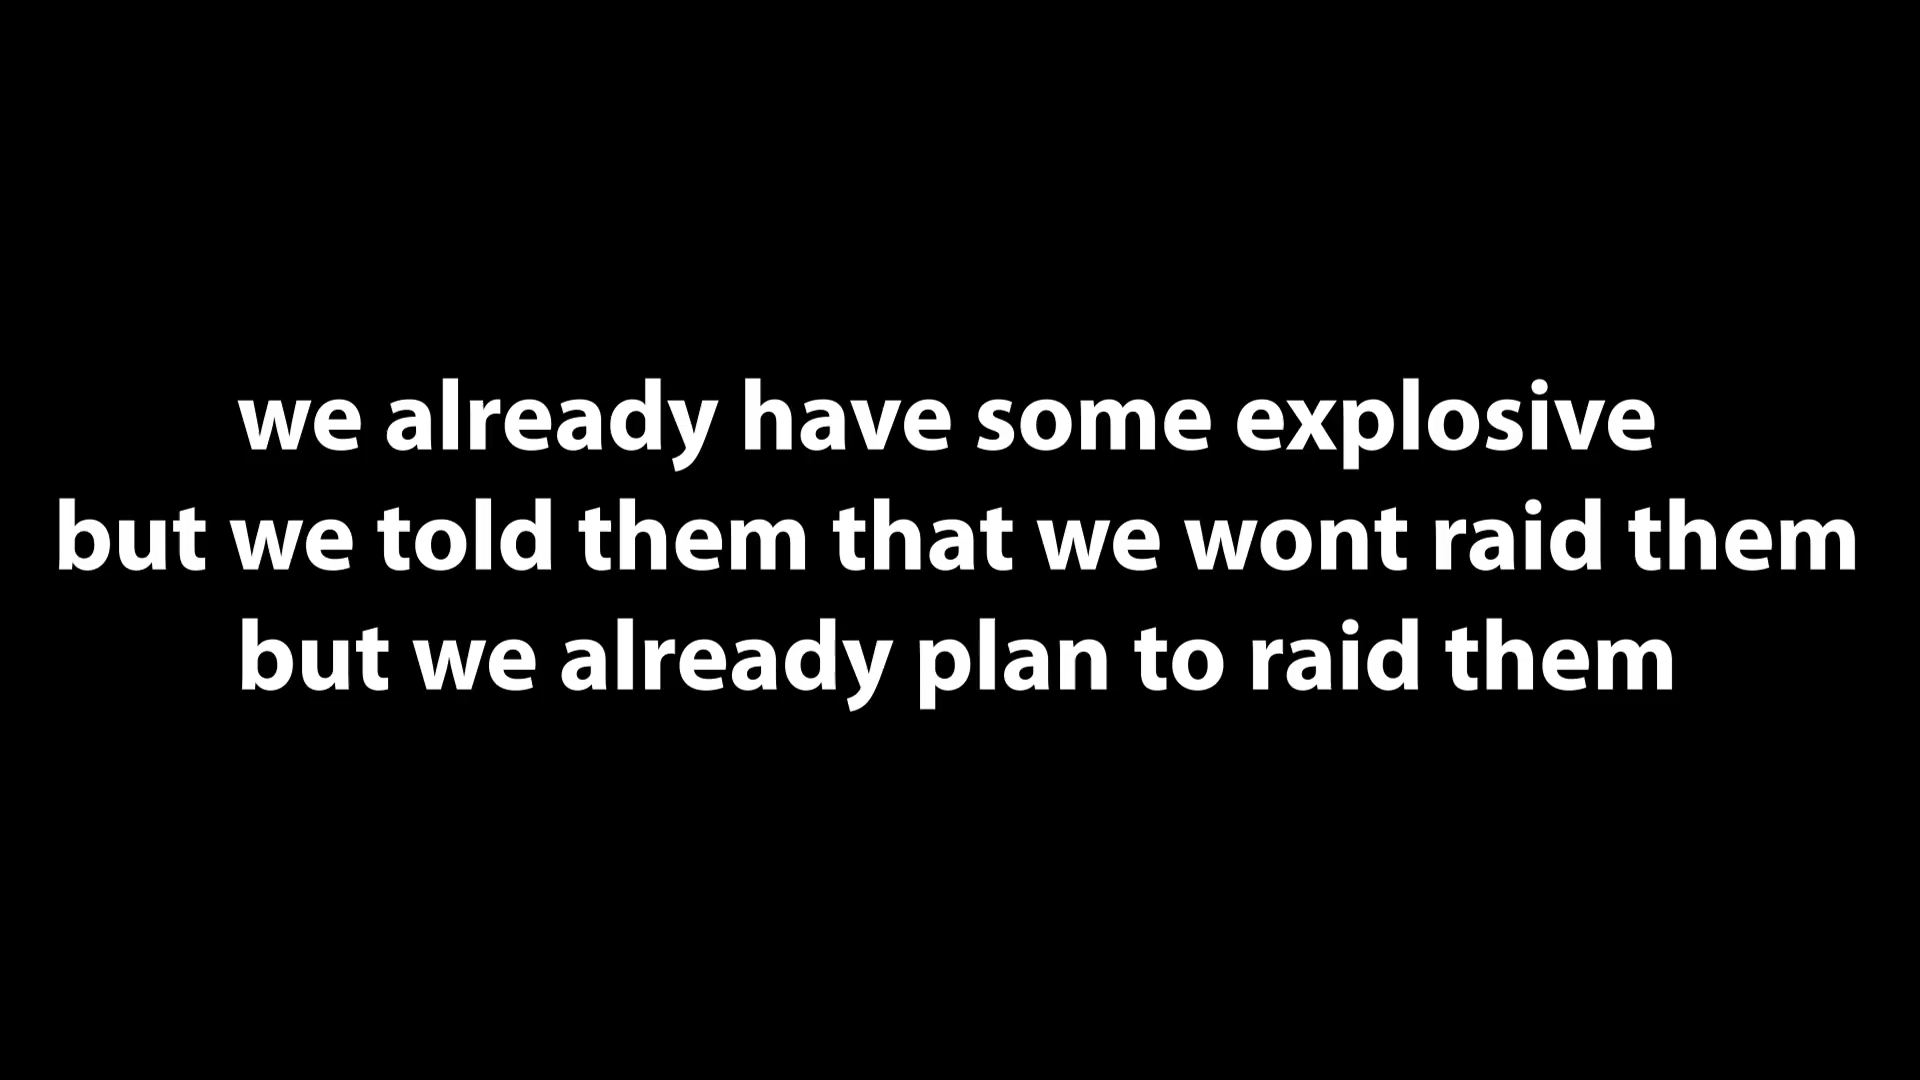 we already have some explosive
but we told them that we wont raid them
but we already plan to raid them